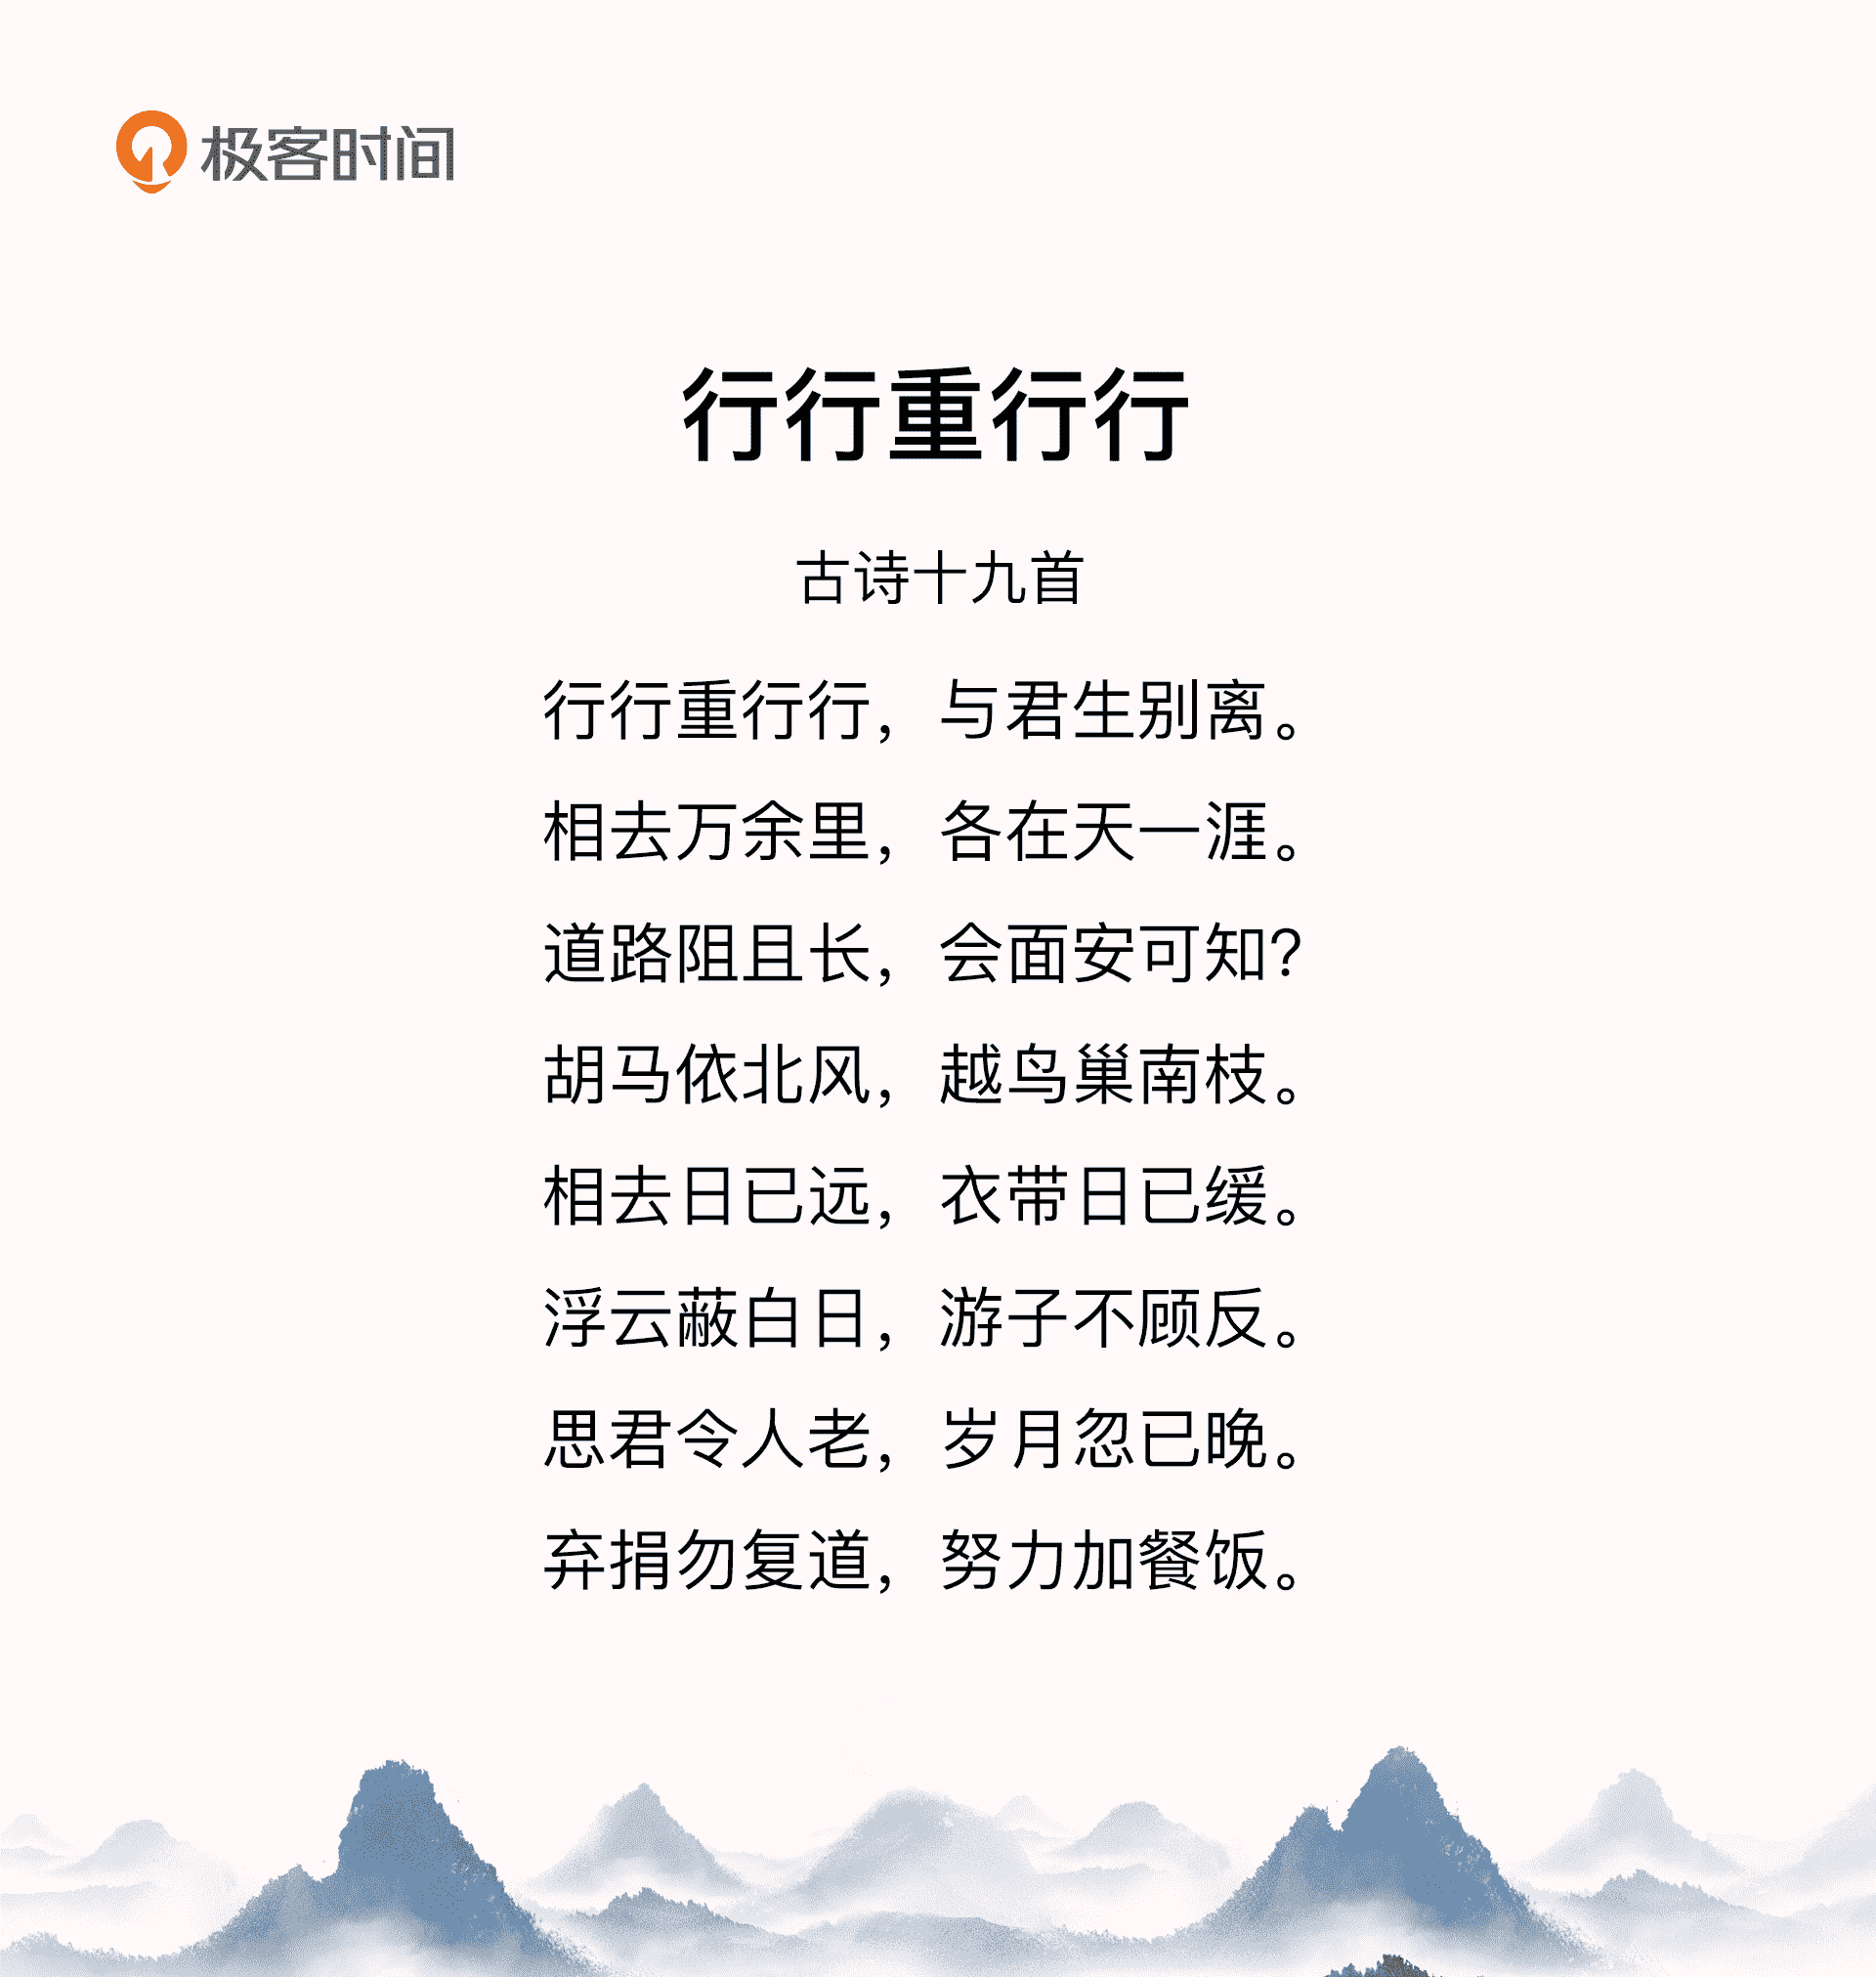 极客时间
行行重行行
古诗十九首
行行重行行，与君生别离。
相去万余里，各在天一涯。
道路阻且长，会面安可知？
胡马依北风，越鸟巢南枝。
相去日已远，衣带日已缓。
浮云蔽白日，游子不顾反。
思君令人老，岁月忽已晚。
弃捐勿复道，努力加餐饭。